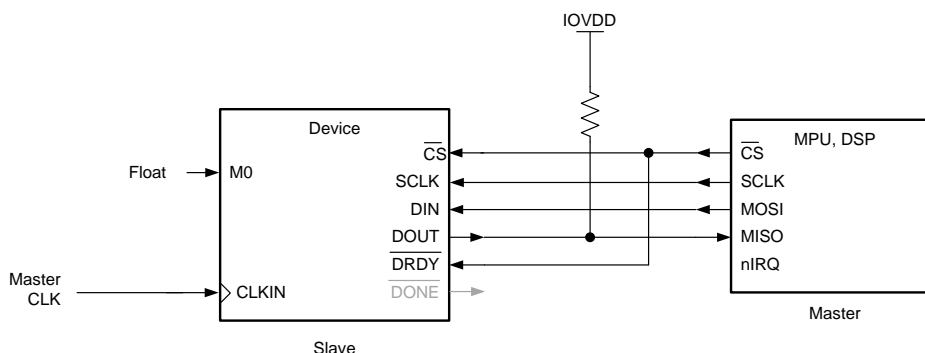 IOVDD
Device
MPU, DSP
CS
CS
Float
M0
SCLK
SCLK
DIN
MOSI
DOUT
MISO
DRDY
nIRQ
Master
CLK
CLKIN
DONE
Master
Slave